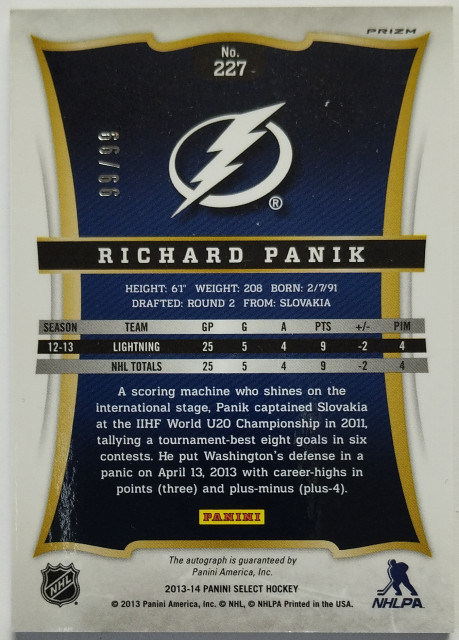 PRIZM
No.
227
99/99
®
RICHARD PANIK
HEIGHT: 6'1" WEIGHT: 208 BORN: 2/7/91
DRAFTED: ROUND 2 FROM: SLOVAKIA
SEASON TEAM GP G A PTS +/- PIM
12-13 LIGHTNING 25 5 4 9 -2 4
NHL TOTALS 25 5 4 9 -2 4
A scoring machine who shines on the
international stage, Panik captained Slovakia
at the IIHF World U20 Championship in 2011,
tallying a tournament-best eight goals in six
contests. He put Washington's defense in a
panic on April 13, 2013 with career-highs in
points (three) and plus-minus (plus-4).
PANINI
The autograph is guaranteed by
Panini America, Inc.
2013-14 PANINI SELECT HOCKEY
© 2013 Panini America, Inc. © NHL, © NHLPA Printed in the USA.
NHL
NHLPA